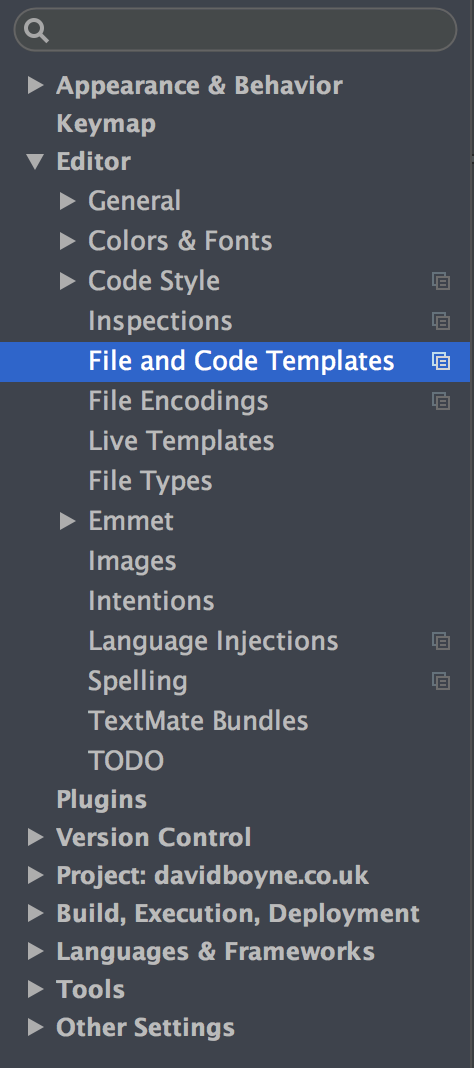 Appearance & Behavior
Keymap
Editor
General
Colors & Fonts
Code Style
Inspections
File and Code Templates
File Encodings
Live Templates
File Types
Emmet
Images
Intentions
Language Injections
Spelling
TextMate Bundles
TODO
Plugins
Version Control
Project: davidboyne.co.uk
Build, Execution, Deployment
Languages & Frameworks
Tools
Other Settings